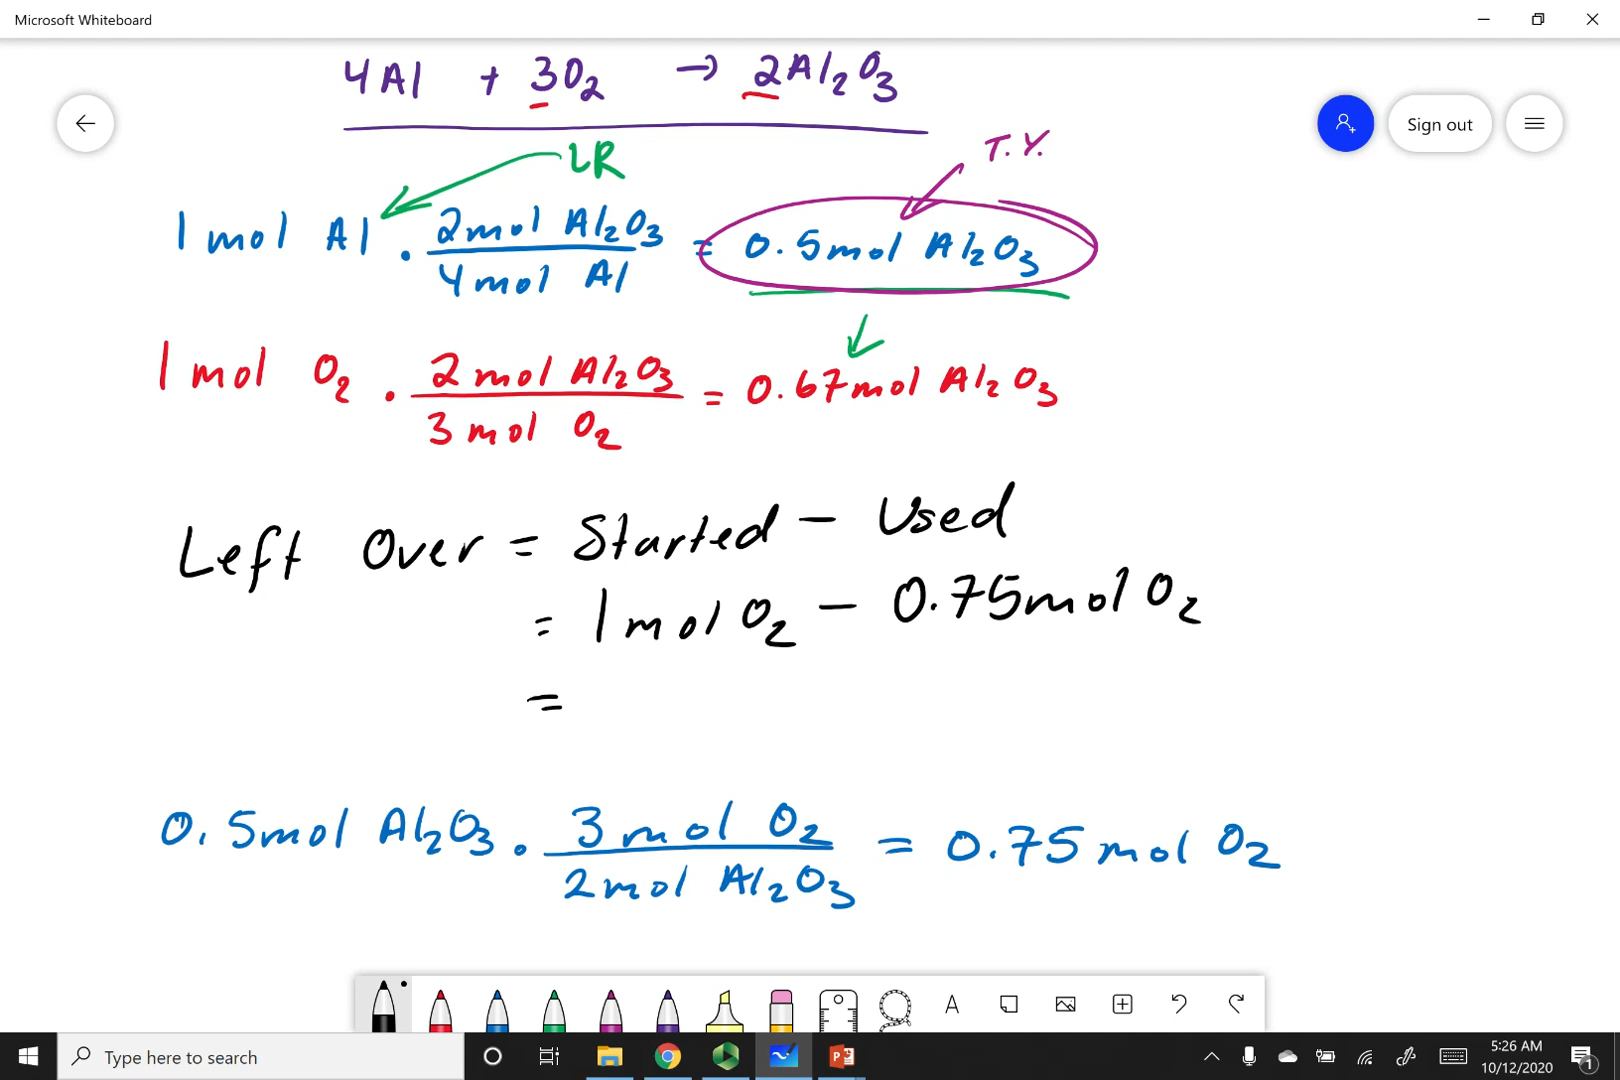 Microsoft Whiteboard
4Al + 3O₂ → 2Al₂O₃
Sign out
LR
T.Y.
1 mol Al · 2mol Al₂O₃ / 4 mol Al = 0.5mol Al₂O₃
1 mol O₂ · 2 mol Al₂O₃ / 3 mol O₂ = 0.67mol Al₂O₃
Left Over = Started - Used
= 1 mol O₂ - 0.75mol O₂
=
0.5mol Al₂O₃ · 3 mol O₂ / 2mol Al₂O₃ = 0.75 mol O₂
A
Type here to search
5:26 AM
10/12/2020
1